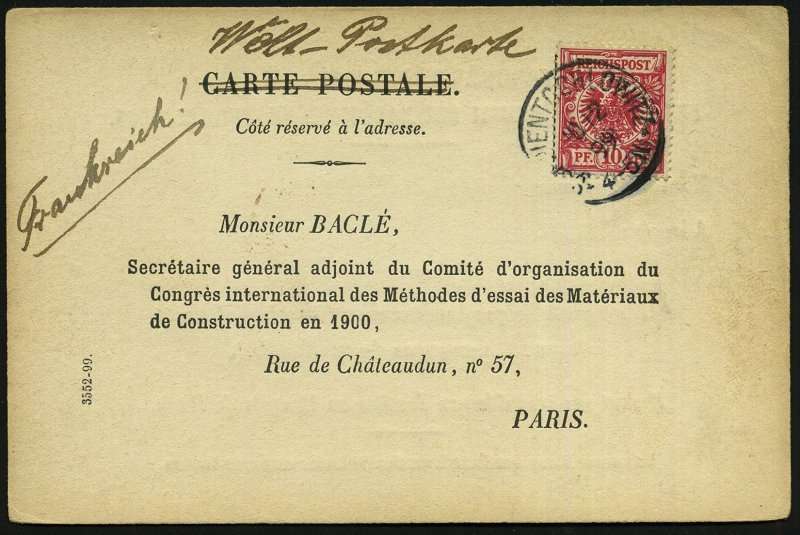 Welt-Postkarte
CARTE POSTALE.
REICHSPOST
PF. 10
Côté réservé à l'adresse.
Frankreich!
Monsieur BACLÉ,
Secrétaire général adjoint du Comité d'organisation du
Congrès international des Méthodes d'essai des Matériaux
de Construction en 1900,
Rue de Châteaudun, nº 57,
PARIS.
3552-99.